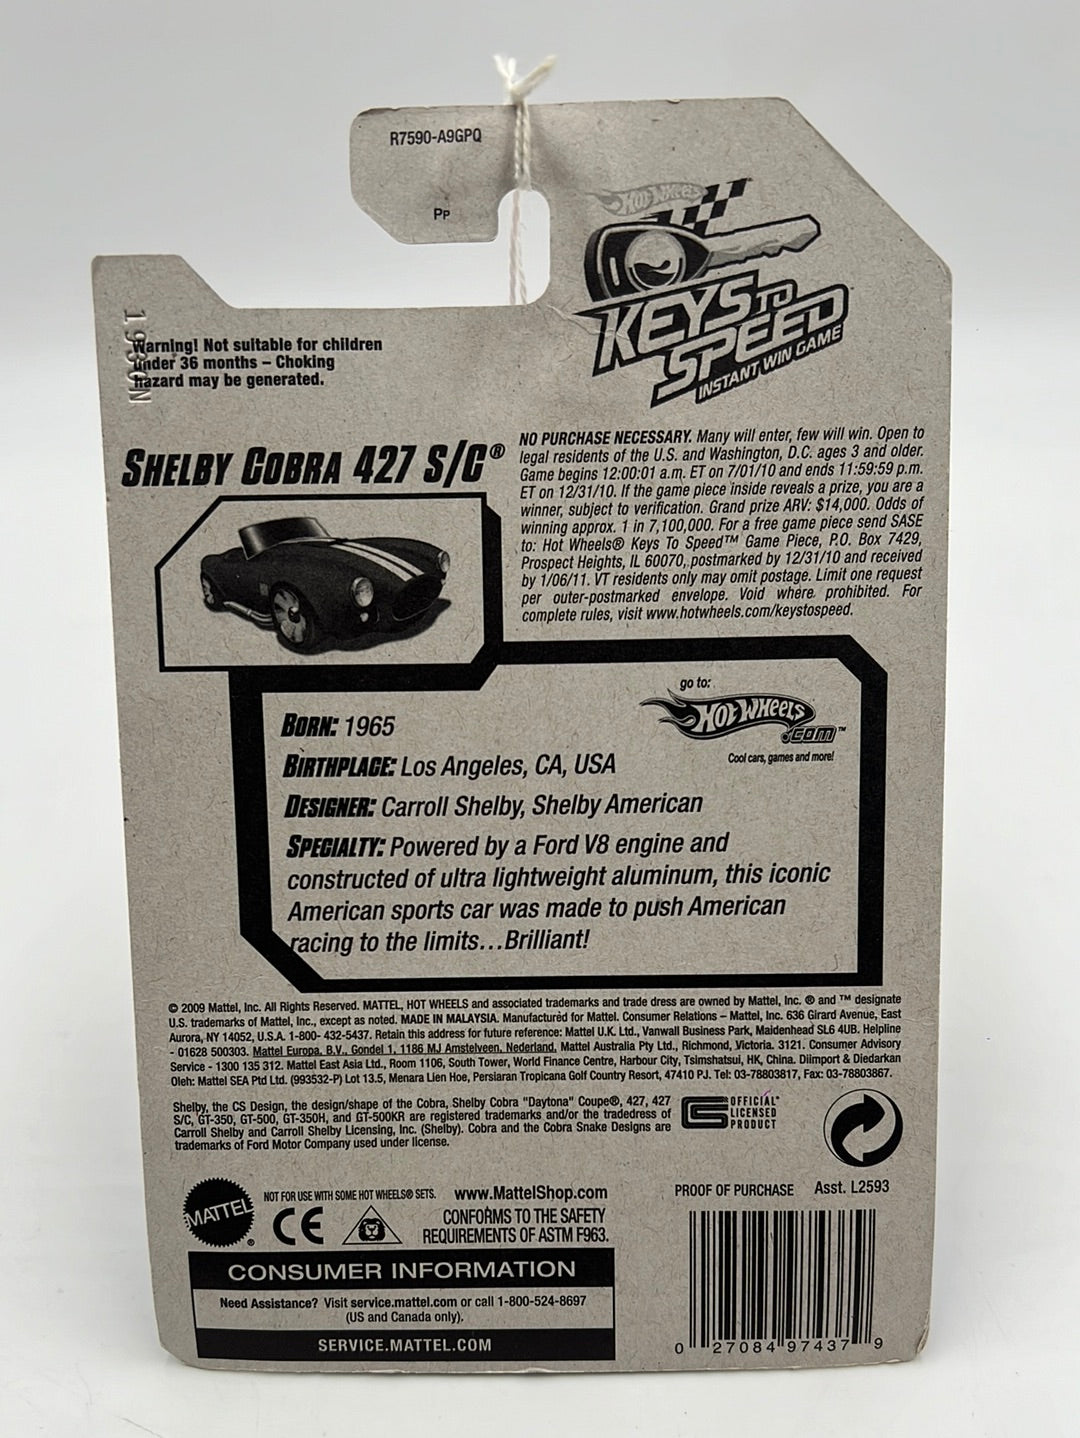 R7590-A9GPQ
PP
Hot Wheels
KEYS TO
SPEED™
INSTANT WIN GAME
Warning! Not suitable for children
under 36 months – Choking
hazard may be generated.
SHELBY COBRA 427 S/C®
NO PURCHASE NECESSARY. Many will enter, few will win. Open to
legal residents of the U.S. and Washington, D.C. ages 3 and older.
Game begins 12:00:01 a.m. ET on 7/01/10 and ends 11:59:59 p.m.
ET on 12/31/10. If the game piece inside reveals a prize, you are a
winner, subject to verification. Grand prize ARV: $14,000. Odds of
winning approx. 1 in 7,100,000. For a free game piece send SASE
to: Hot Wheels® Keys To Speed™ Game Piece, P.O. Box 7429,
Prospect Heights, IL 60070, postmarked by 12/31/10 and received
by 1/06/11. VT residents only may omit postage. Limit one request
per outer-postmarked envelope. Void where prohibited. For
complete rules, visit www.hotwheels.com/keystospeed.
go to:
Hot Wheels
.com™
Cool cars, games and more!
BORN: 1965
BIRTHPLACE: Los Angeles, CA, USA
DESIGNER: Carroll Shelby, Shelby American
SPECIALTY: Powered by a Ford V8 engine and
constructed of ultra lightweight aluminum, this iconic
American sports car was made to push American
racing to the limits...Brilliant!
© 2009 Mattel, Inc. All Rights Reserved. MATTEL, HOT WHEELS and associated trademarks and trade dress are owned by Mattel, Inc. ® and ™ designate
U.S. trademarks of Mattel, Inc., except as noted. MADE IN MALAYSIA. Manufactured for Mattel. Consumer Relations – Mattel, Inc. 636 Girard Avenue, East
Aurora, NY 14052, U.S.A. 1-800- 432-5437. Retain this address for future reference: Mattel U.K. Ltd., Vanwall Business Park, Maidenhead SL6 4UB. Helpline
- 01628 500303. Mattel Europa, B.V., Gondel 1, 1186 MJ Amstelveen, Nederland. Mattel Australia Pty Ltd., Richmond, Victoria. 3121. Consumer Advisory
Service - 1300 135 312. Mattel East Asia Ltd., Room 1106, South Tower, World Finance Centre, Harbour City, Tsimshatsui, HK, China. Diimport & Diedarkan
Oleh: Mattel SEA Ptd Ltd. (993532-P) Lot 13.5, Menara Lien Hoe, Persiaran Tropicana Golf Country Resort, 47410 PJ. Tel: 03-78803817, Fax: 03-78803867.
Shelby, the CS Design, the design/shape of the Cobra, Shelby Cobra "Daytona" Coupe®, 427, 427
S/C, GT-350, GT-500, GT-350H, and GT-500KR are registered trademarks and/or the tradedress of
Carroll Shelby and Carroll Shelby Licensing, Inc. (Shelby). Cobra and the Cobra Snake Designs are
trademarks of Ford Motor Company used under license.
OFFICIAL
LICENSED
PRODUCT
MATTEL®
NOT FOR USE WITH SOME HOT WHEELS® SETS.
www.MattelShop.com
CE
CONFORMS TO THE SAFETY
REQUIREMENTS OF ASTM F963.
PROOF OF PURCHASE Asst. L2593
CONSUMER INFORMATION
Need Assistance? Visit service.mattel.com or call 1-800-524-8697
(US and Canada only).
SERVICE.MATTEL.COM
0 27084 97437 9